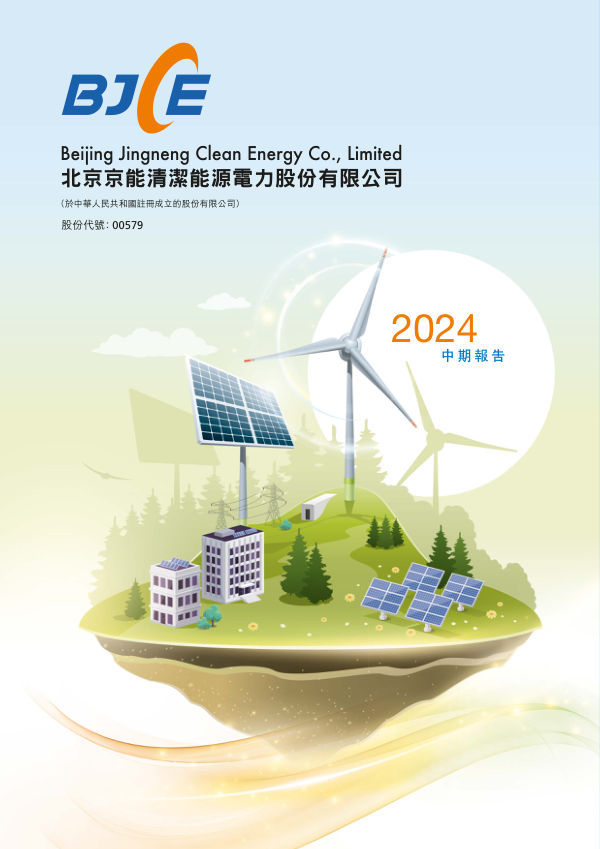 BJCE
Beijing Jingneng Clean Energy Co., Limited
北京京能清潔能源電力股份有限公司
（於中華人民共和國註冊成立的股份有限公司）
股份代號：00579
2024
中期報告